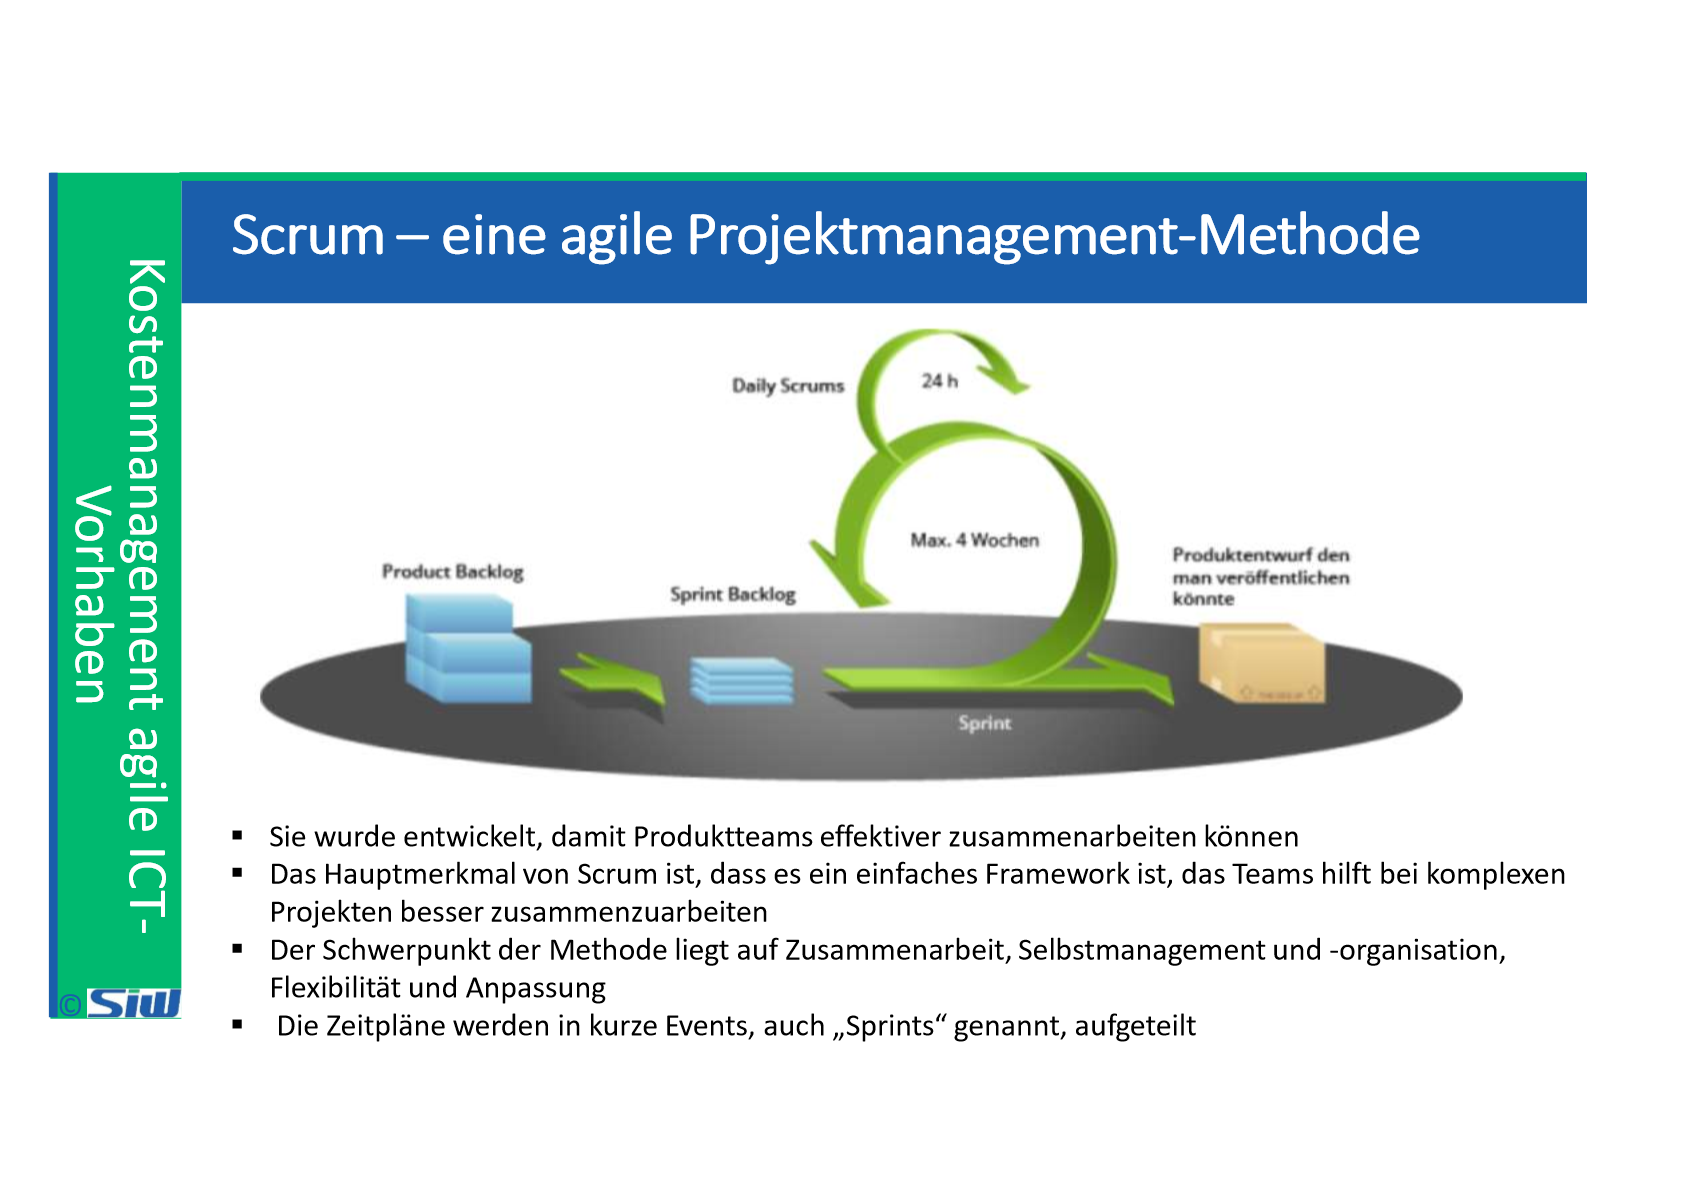 Scrum – eine agile Projektmanagement-Methode
Kostenmanagement agile ICT-
Vorhaben
Daily Scrums
24 h
Max. 4 Wochen
Product Backlog
Sprint Backlog
Produktentwurf den
man veröffentlichen
könnte
Sprint
▪ Sie wurde entwickelt, damit Produktteams effektiver zusammenarbeiten können
▪ Das Hauptmerkmal von Scrum ist, dass es ein einfaches Framework ist, das Teams hilft bei komplexen
Projekten besser zusammenzuarbeiten
▪ Der Schwerpunkt der Methode liegt auf Zusammenarbeit, Selbstmanagement und -organisation,
Flexibilität und Anpassung
▪ Die Zeitpläne werden in kurze Events, auch „Sprints“ genannt, aufgeteilt
© SIW